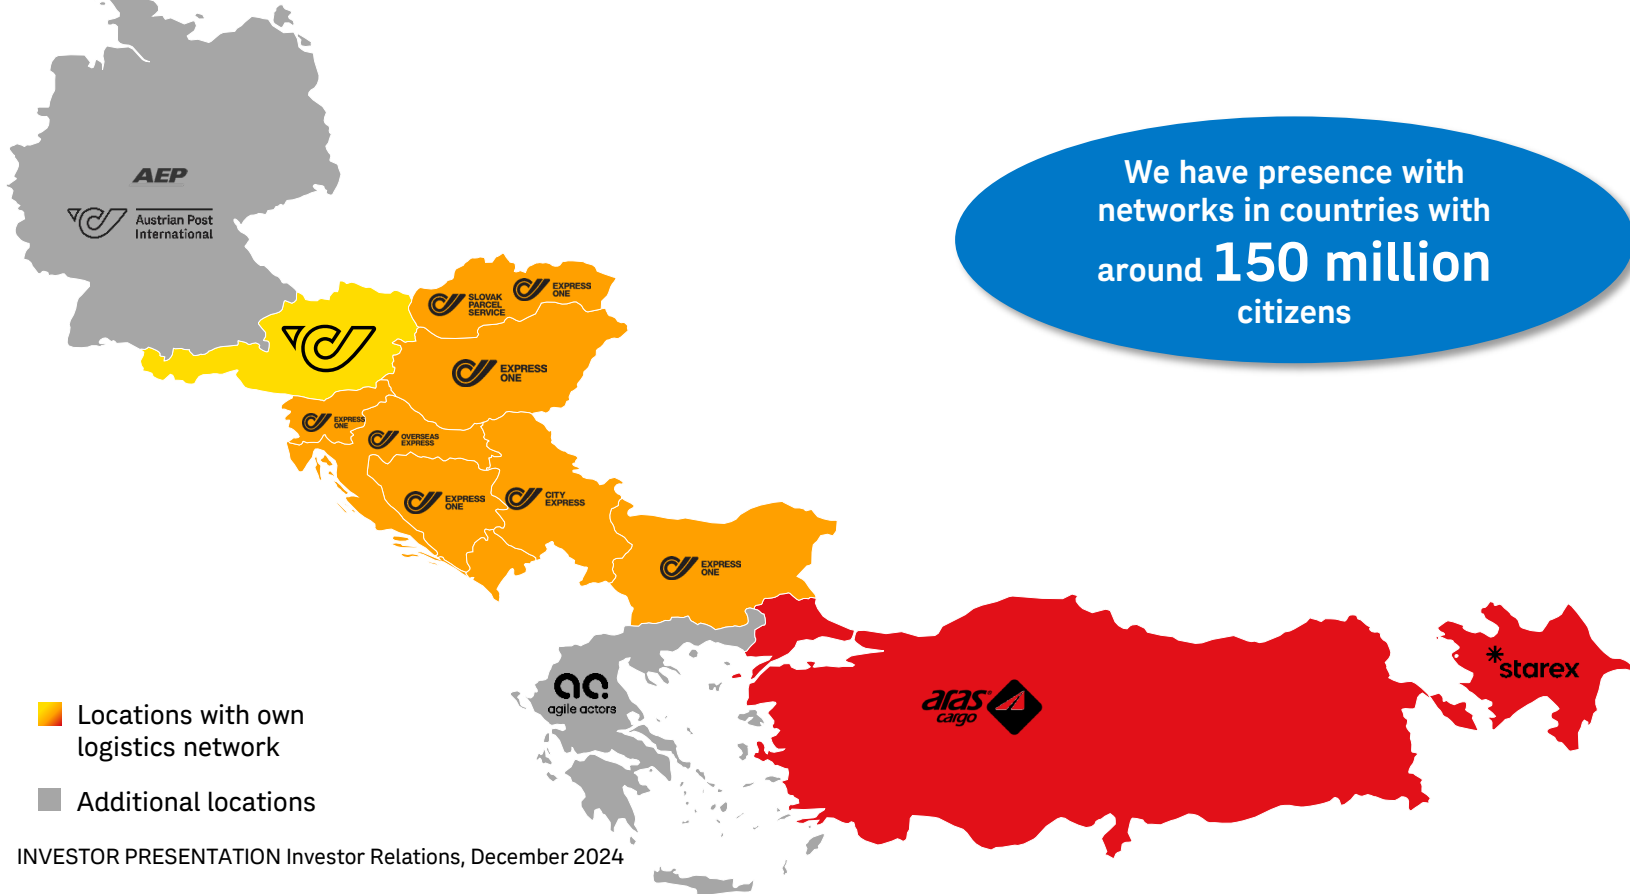 AEP
Austrian Post
International
We have presence with
networks in countries with
around 150 million
citizens
SLOVAK
PARCEL
SERVICE
EXPRESS
ONE
EXPRESS
ONE
EXPRESS
ONE
OVERSEAS
EXPRESS
EXPRESS
ONE
CITY
EXPRESS
EXPRESS
ONE
agile actors
aras®
cargo
starex
Locations with own
logistics network
Additional locations
INVESTOR PRESENTATION Investor Relations, December 2024